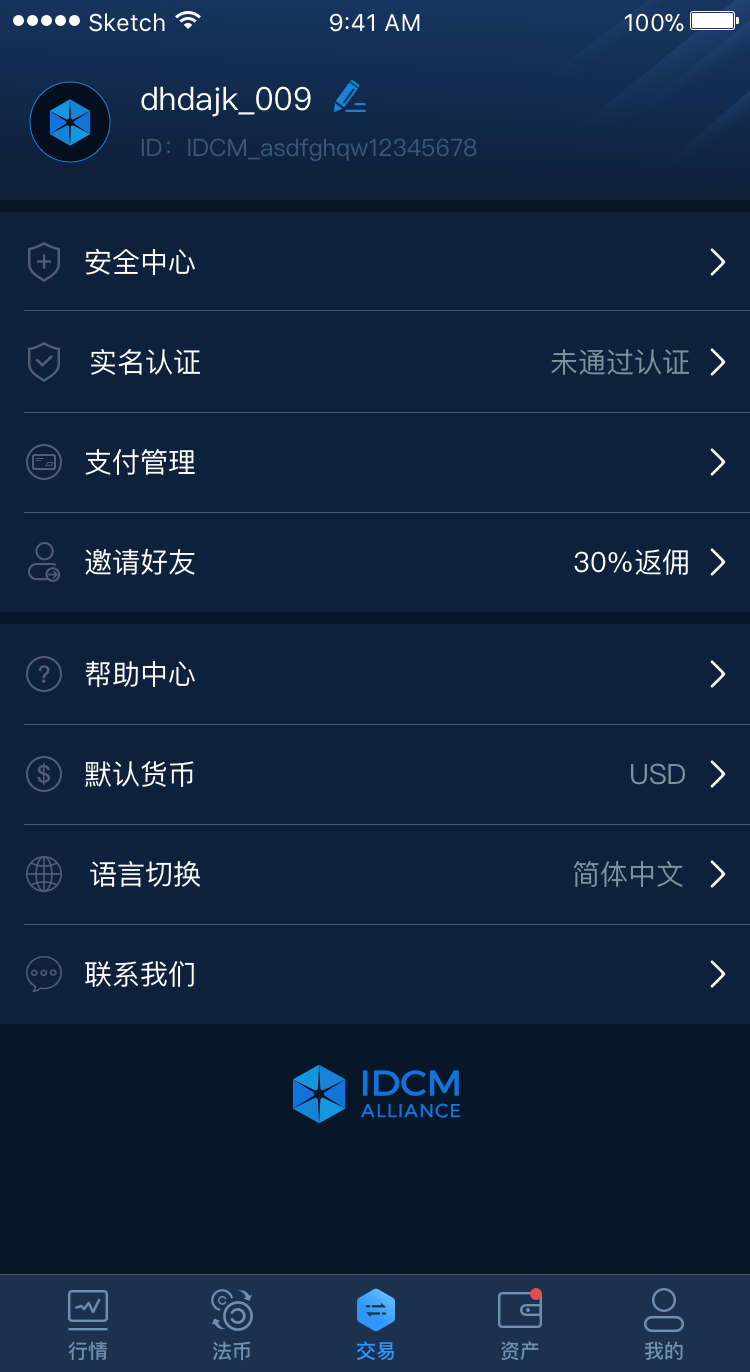 Sketch 9:41 AM 100%
dhdajk_009
ID：IDCM_asdfghqw12345678
安全中心
实名认证 未通过认证
支付管理
邀请好友 30%返佣
帮助中心
默认货币 USD
语言切换 简体中文
联系我们
IDCM
ALLIANCE
行情 法币 交易 资产 我的